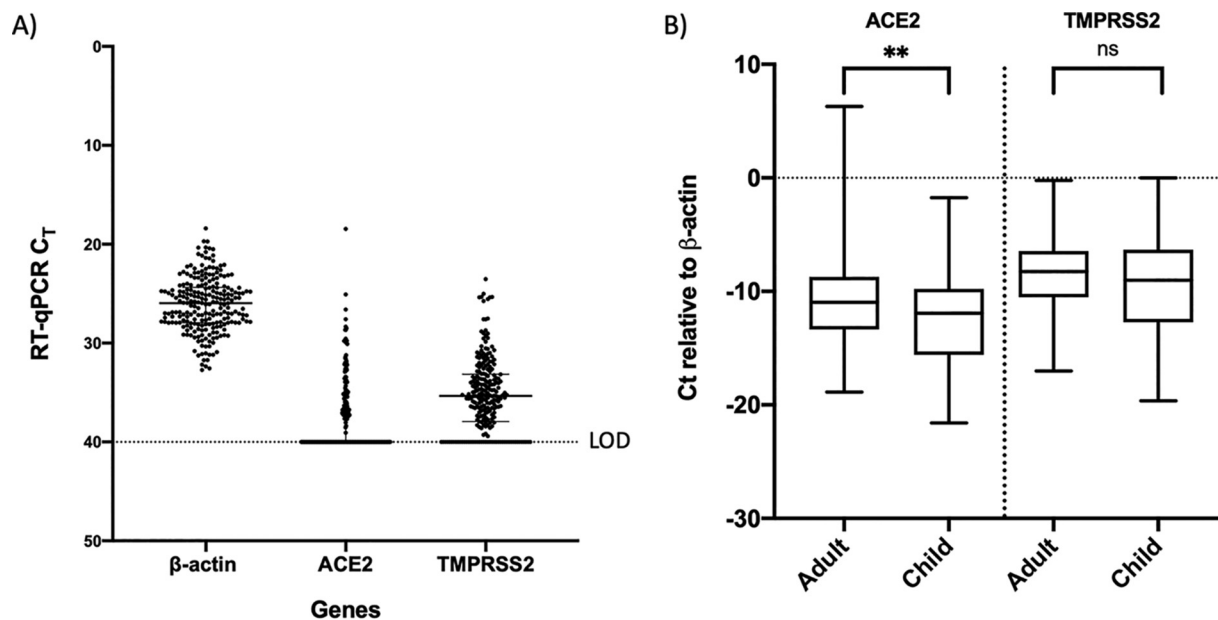 A)
RT-qPCR CT
0
10
20
30
40
50
LOD
β-actin ACE2 TMPRSS2
Genes
B)
ACE2 TMPRSS2
** ns
Ct relative to β-actin
10
0
-10
-20
-30
Adult Child Adult Child